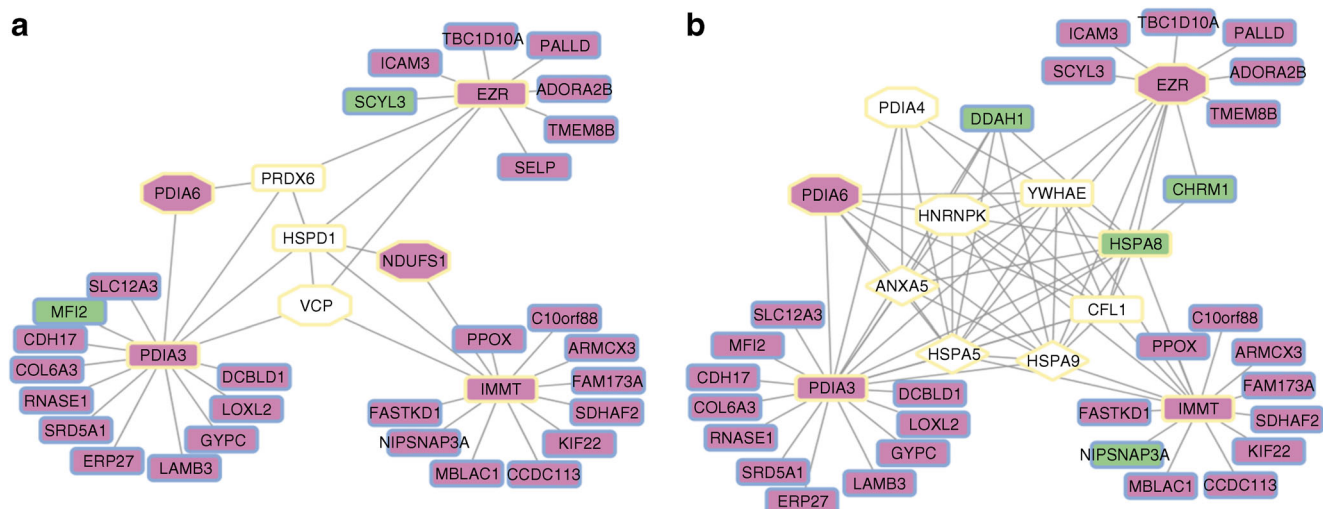 a
TBC1D10A
PALLD
ICAM3
EZR
ADORA2B
SCYL3
TMEM8B
SELP
PRDX6
PDIA6
HSPD1
NDUFS1
VCP
SLC12A3
MFI2
CDH17
PDIA3
COL6A3
DCBLD1
RNASE1
LOXL2
SRD5A1
GYPC
ERP27
LAMB3
C10orf88
PPOX
ARMCX3
FAM173A
IMMT
FASTKD1
SDHAF2
NIPSNAP3A
KIF22
MBLAC1
CCDC113
b
TBC1D10A
ICAM3
PALLD
SCYL3
EZR
ADORA2B
TMEM8B
PDIA4
DDAH1
PDIA6
YWHAE
CHRM1
HNRNPK
HSPA8
ANXA5
CFL1
HSPA5
HSPA9
SLC12A3
MFI2
CDH17
PDIA3
DCBLD1
COL6A3
LOXL2
RNASE1
GYPC
SRD5A1
LAMB3
ERP27
C10orf88
PPOX
ARMCX3
FAM173A
IMMT
FASTKD1
SDHAF2
NIPSNAP3A
KIF22
MBLAC1
CCDC113